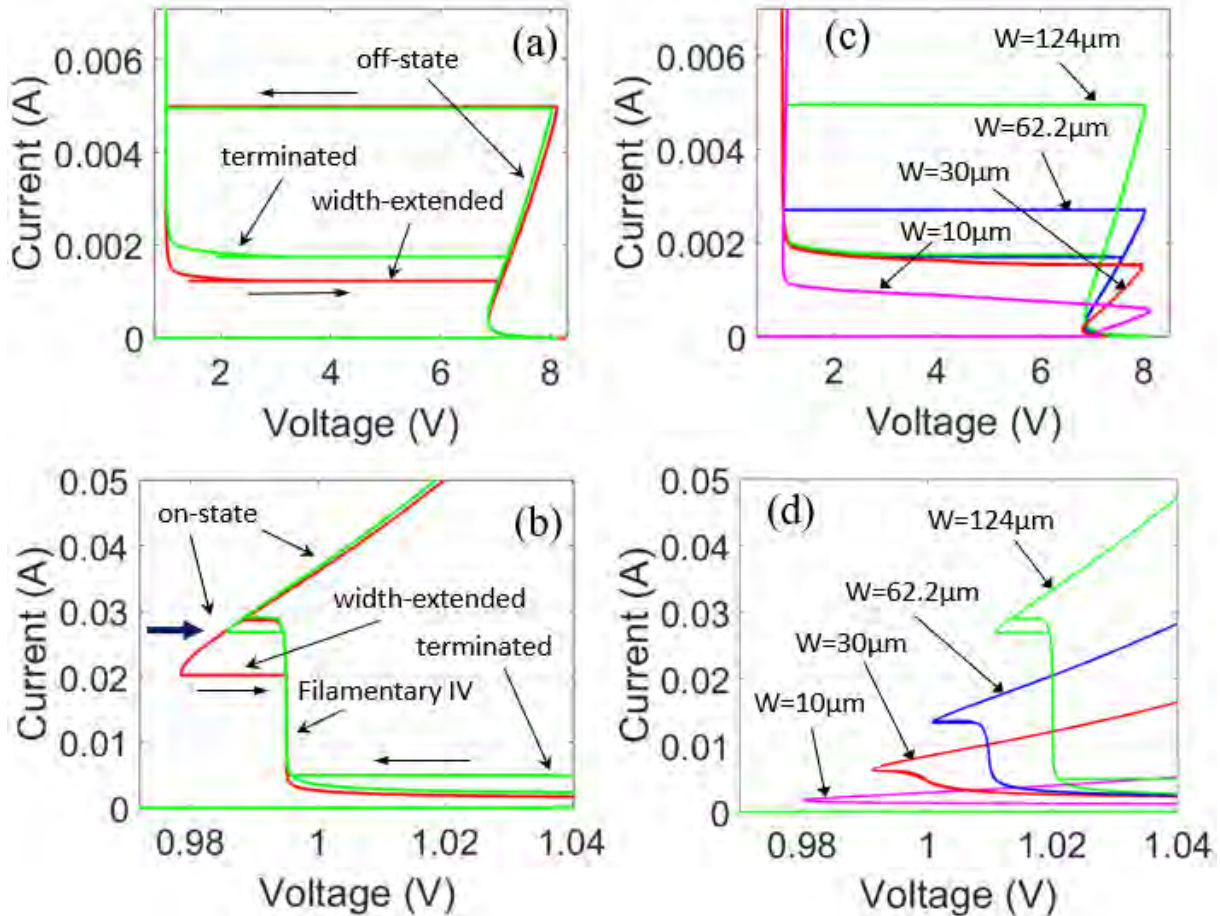 (a)
off-state
terminated
width-extended
0.006
0.004
0.002
0
2
4
6
8
Current (A)
Voltage (V)
(c)
W=124µm
W=62.2µm
W=30µm
W=10µm
0.006
0.004
0.002
0
2
4
6
8
Current (A)
Voltage (V)
(b)
on-state
width-extended
terminated
Filamentary IV
0.05
0.04
0.03
0.02
0.01
0
0.98
1
1.02
1.04
Current (A)
Voltage (V)
(d)
W=124µm
W=62.2µm
W=30µm
W=10µm
0.05
0.04
0.03
0.02
0.01
0
0.98
1
1.02
1.04
Current (A)
Voltage (V)